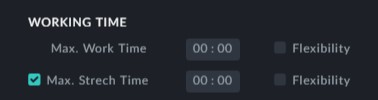 WORKING TIME
Max. Work Time 00 : 00 Flexibility
Max. Strech Time 00 : 00 Flexibility